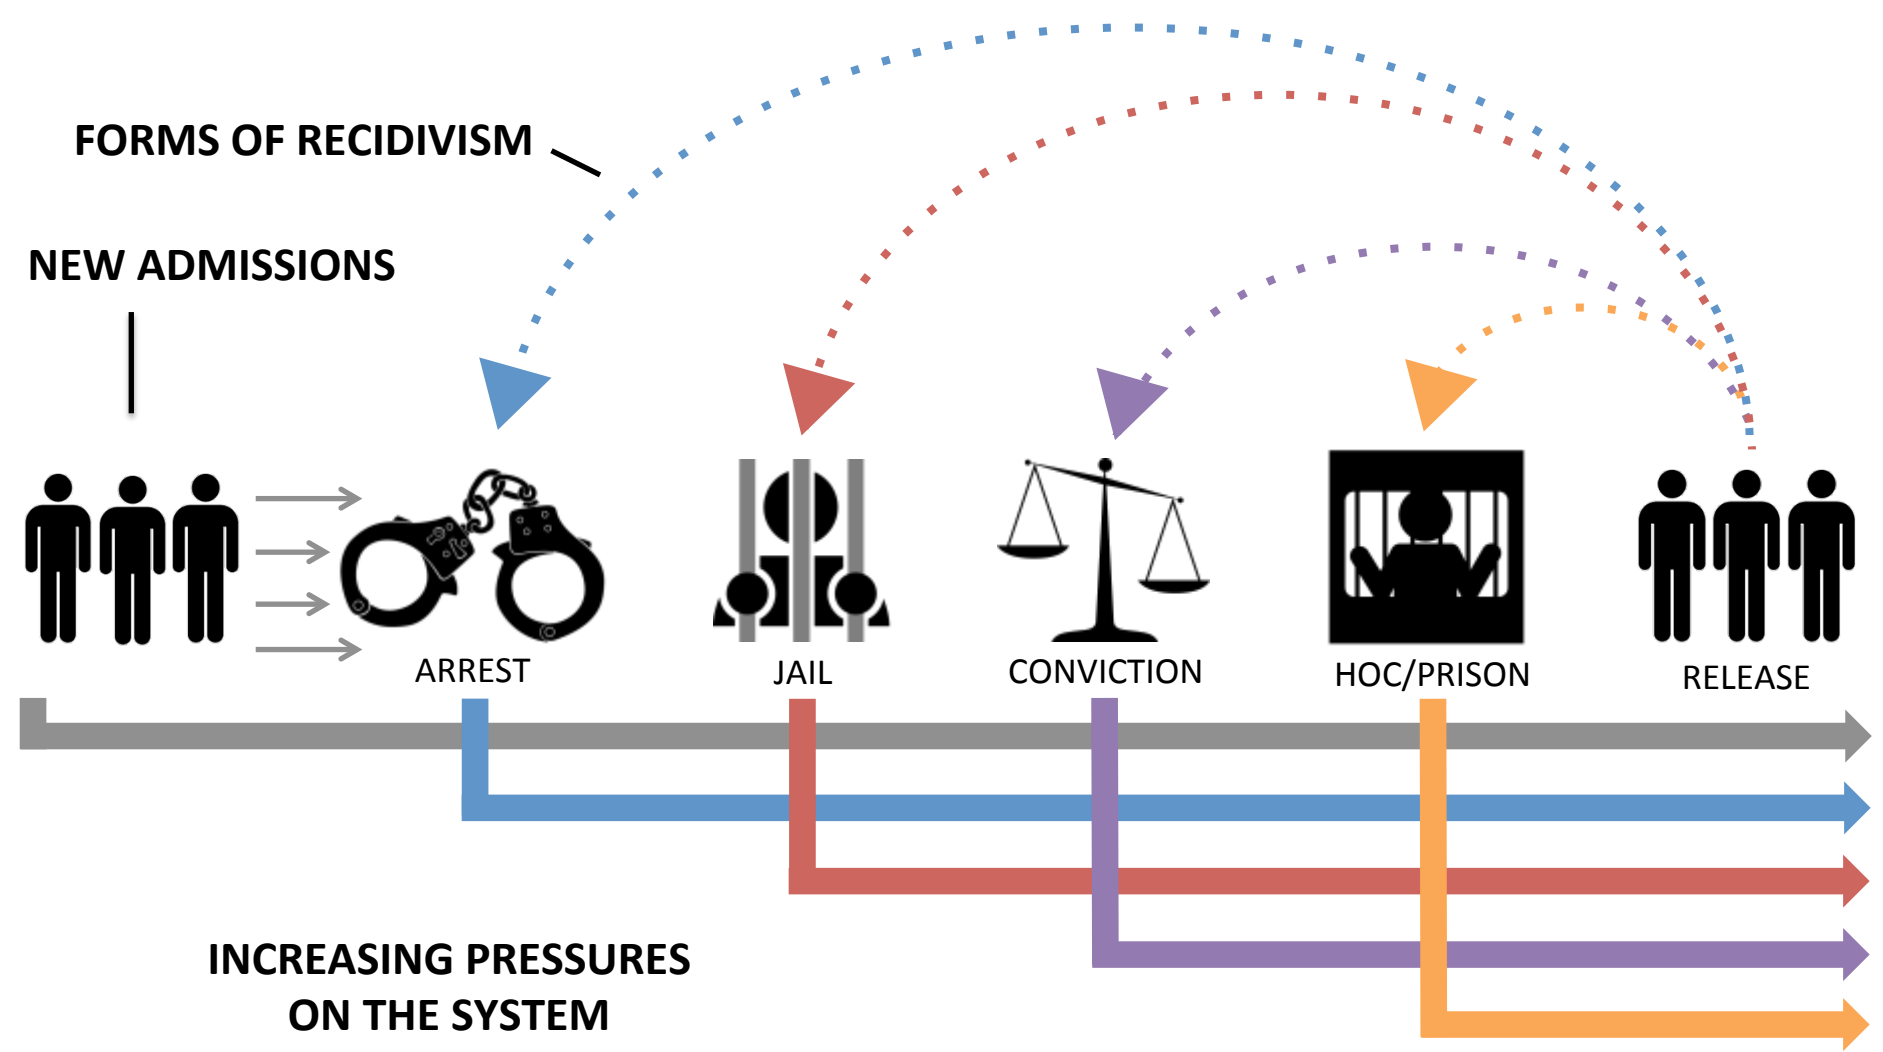 FORMS OF RECIDIVISM
NEW ADMISSIONS
ARREST
JAIL
CONVICTION
HOC/PRISON
RELEASE
INCREASING PRESSURES
ON THE SYSTEM